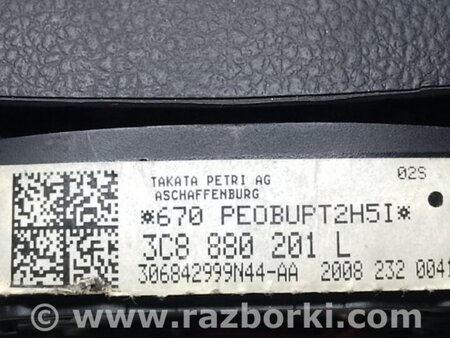 TAKATA PETRI AG 02S
ASCHAFFENBURG
*670 PEOBUPT2H5I*
3C8 880 201 L
306842999N44-AA 2008 232 0041
© www.razborki.com